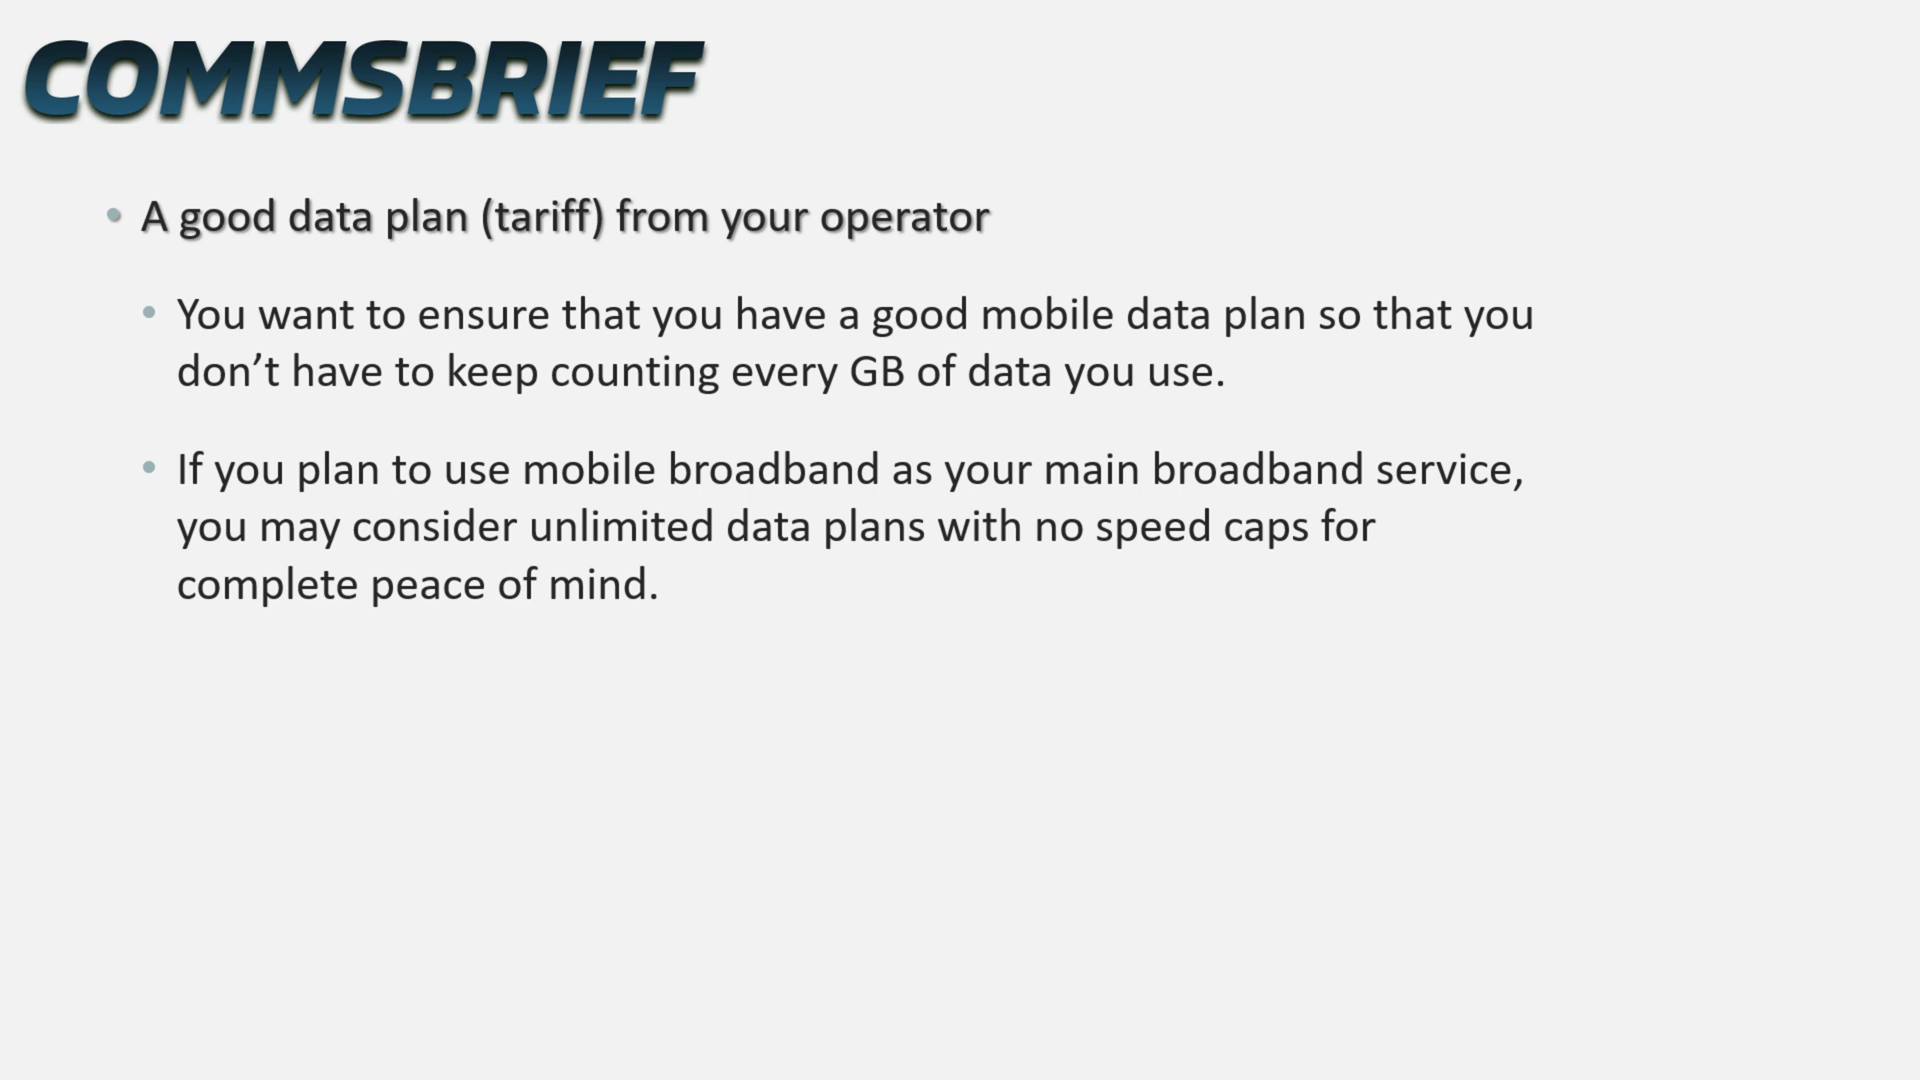 COMMSBRIEF
• A good data plan (tariff) from your operator
• You want to ensure that you have a good mobile data plan so that you
don’t have to keep counting every GB of data you use.
• If you plan to use mobile broadband as your main broadband service,
you may consider unlimited data plans with no speed caps for
complete peace of mind.